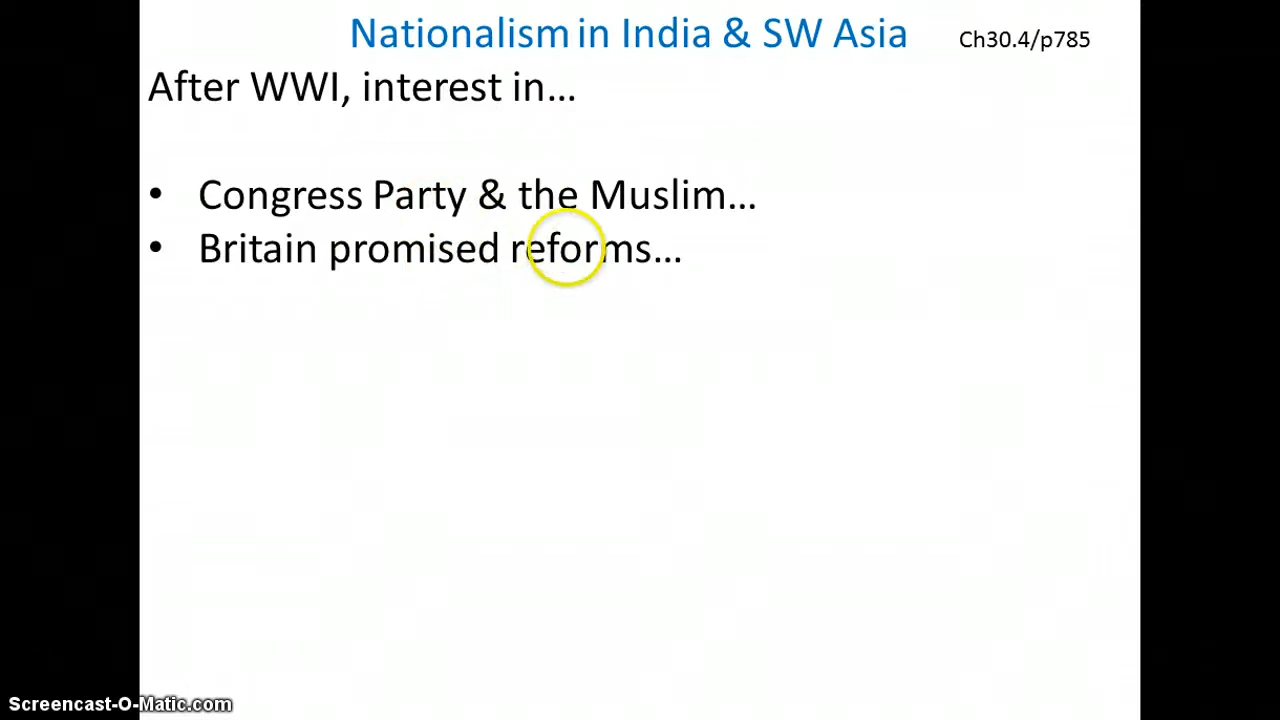 Nationalism in India & SW Asia Ch30.4/p785
After WWI, interest in…
• Congress Party & the Muslim…
• Britain promised reforms…
Screencast-O-Matic.com